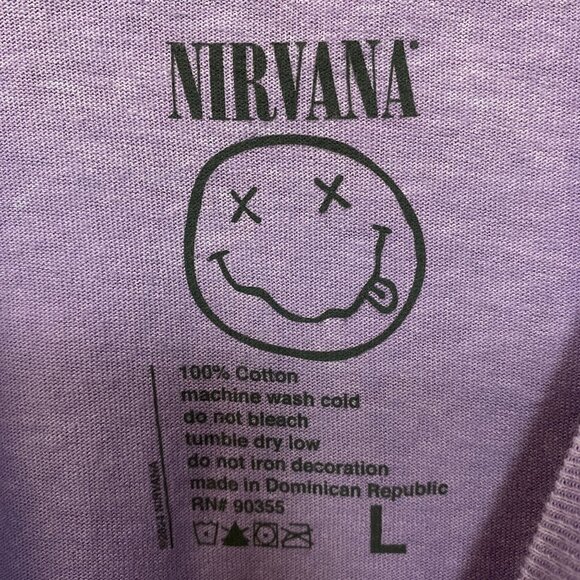 NIRVANA®
100% Cotton
machine wash cold
do not bleach
tumble dry low
do not iron decoration
made in Dominican Republic
RN# 90355
L
NIRVANA